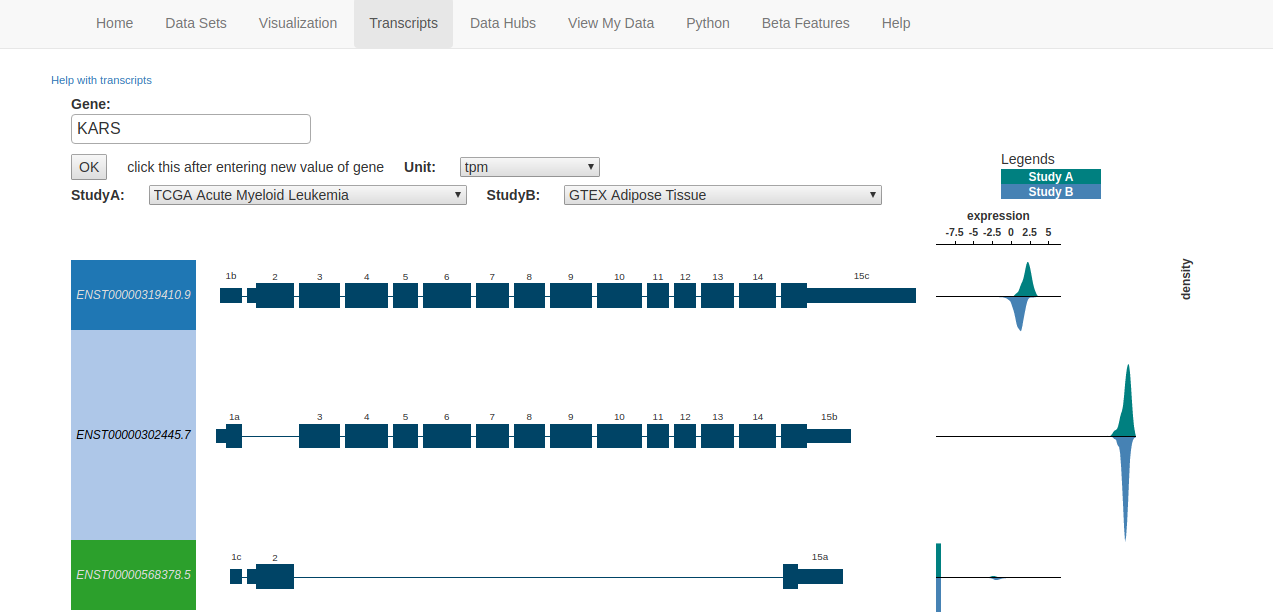 Home Data Sets Visualization Transcripts Data Hubs View My Data Python Beta Features Help
Help with transcripts
Gene:
KARS
OK click this after entering new value of gene Unit: tpm
StudyA: TCGA Acute Myeloid Leukemia StudyB: GTEX Adipose Tissue
Legends
Study A
Study B
expression
-7.5 -5 -2.5 0 2.5 5
density
ENST00000319410.9 1b 2 3 4 5 6 7 8 9 10 11 12 13 14 15c
ENST00000302445.7 1a 3 4 5 6 7 8 9 10 11 12 13 14 15b
ENST00000568378.5 1c 2 15a